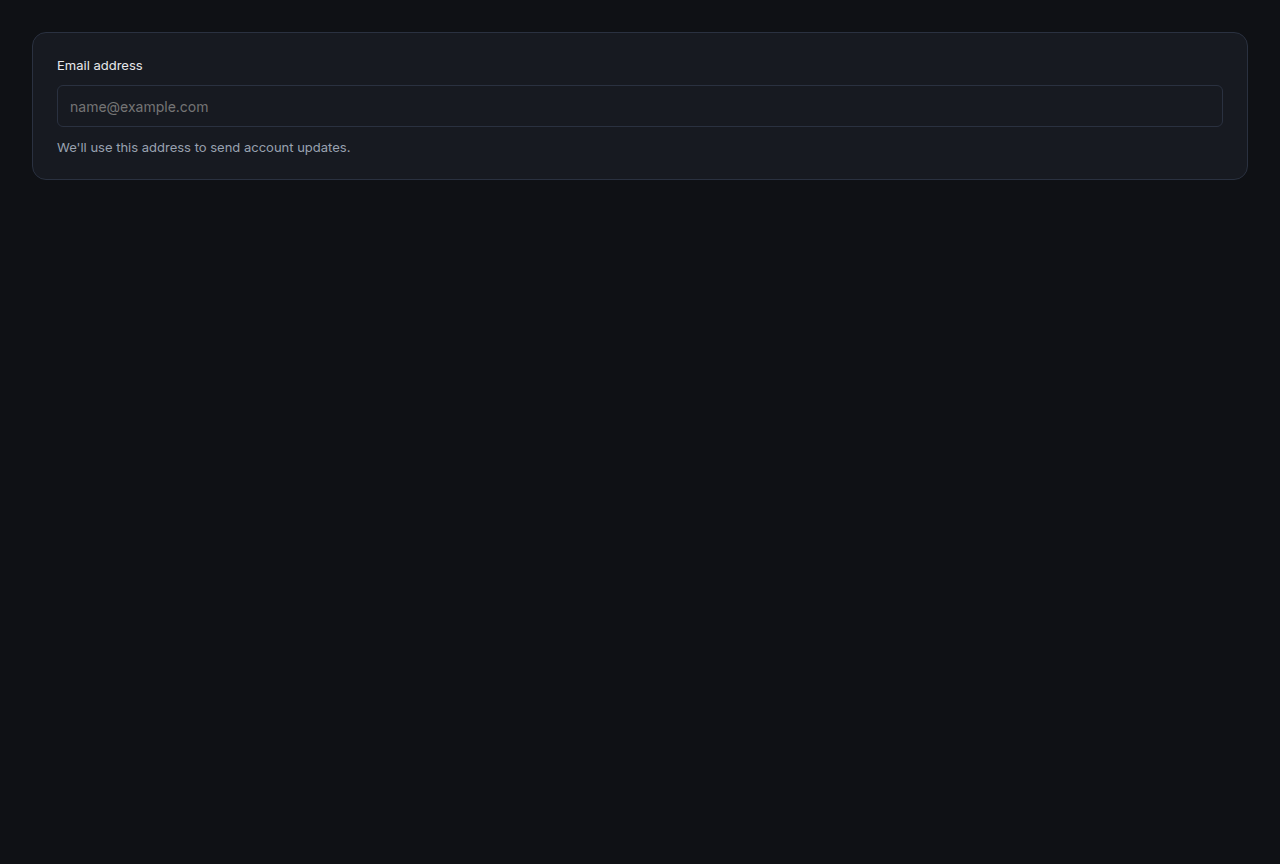 Email address
name@example.com
We'll use this address to send account updates.